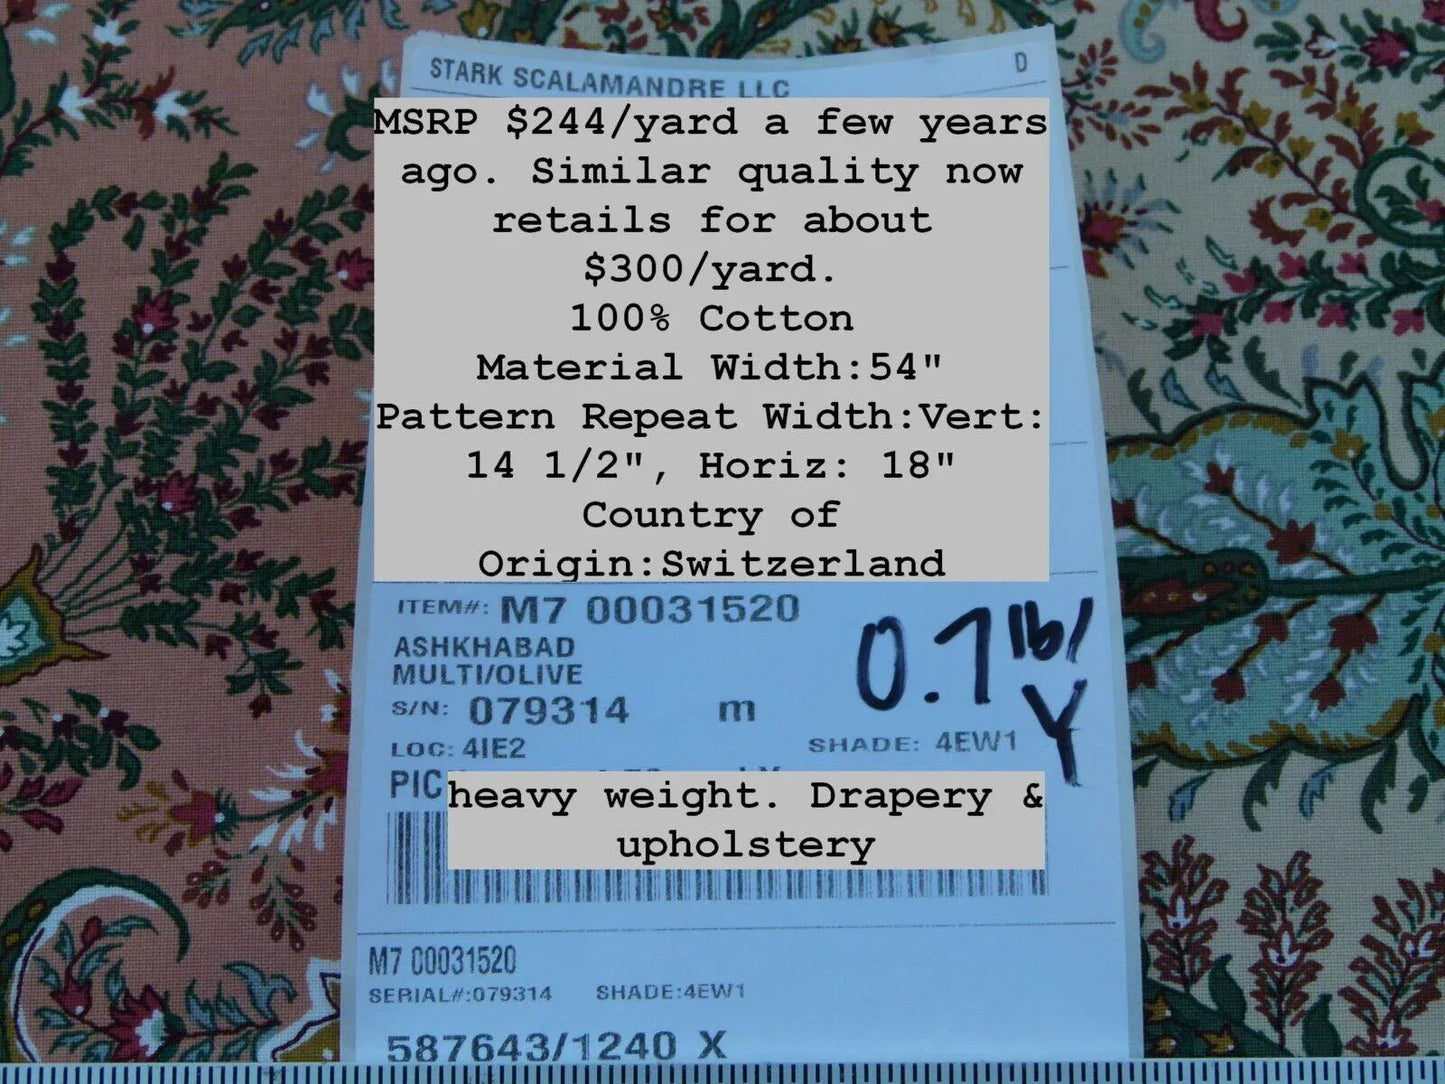 STARK SCALAMANDRE LLC D
MSRP $244/yard a few years
ago. Similar quality now
retails for about
$300/yard.
100% Cotton
Material Width:54"
Pattern Repeat Width:Vert:
14 1/2", Horiz: 18"
Country of
Origin:Switzerland
ITEM#: M7 00031520
ASHKHABAD
MULTI/OLIVE
0.7 lb/
Y
S/N: 079314 m
LOC: 4IE2 SHADE: 4EW1
PIC
heavy weight. Drapery &
upholstery
M7 00031520
SERIAL#:079314 SHADE:4EW1
587643/1240 X